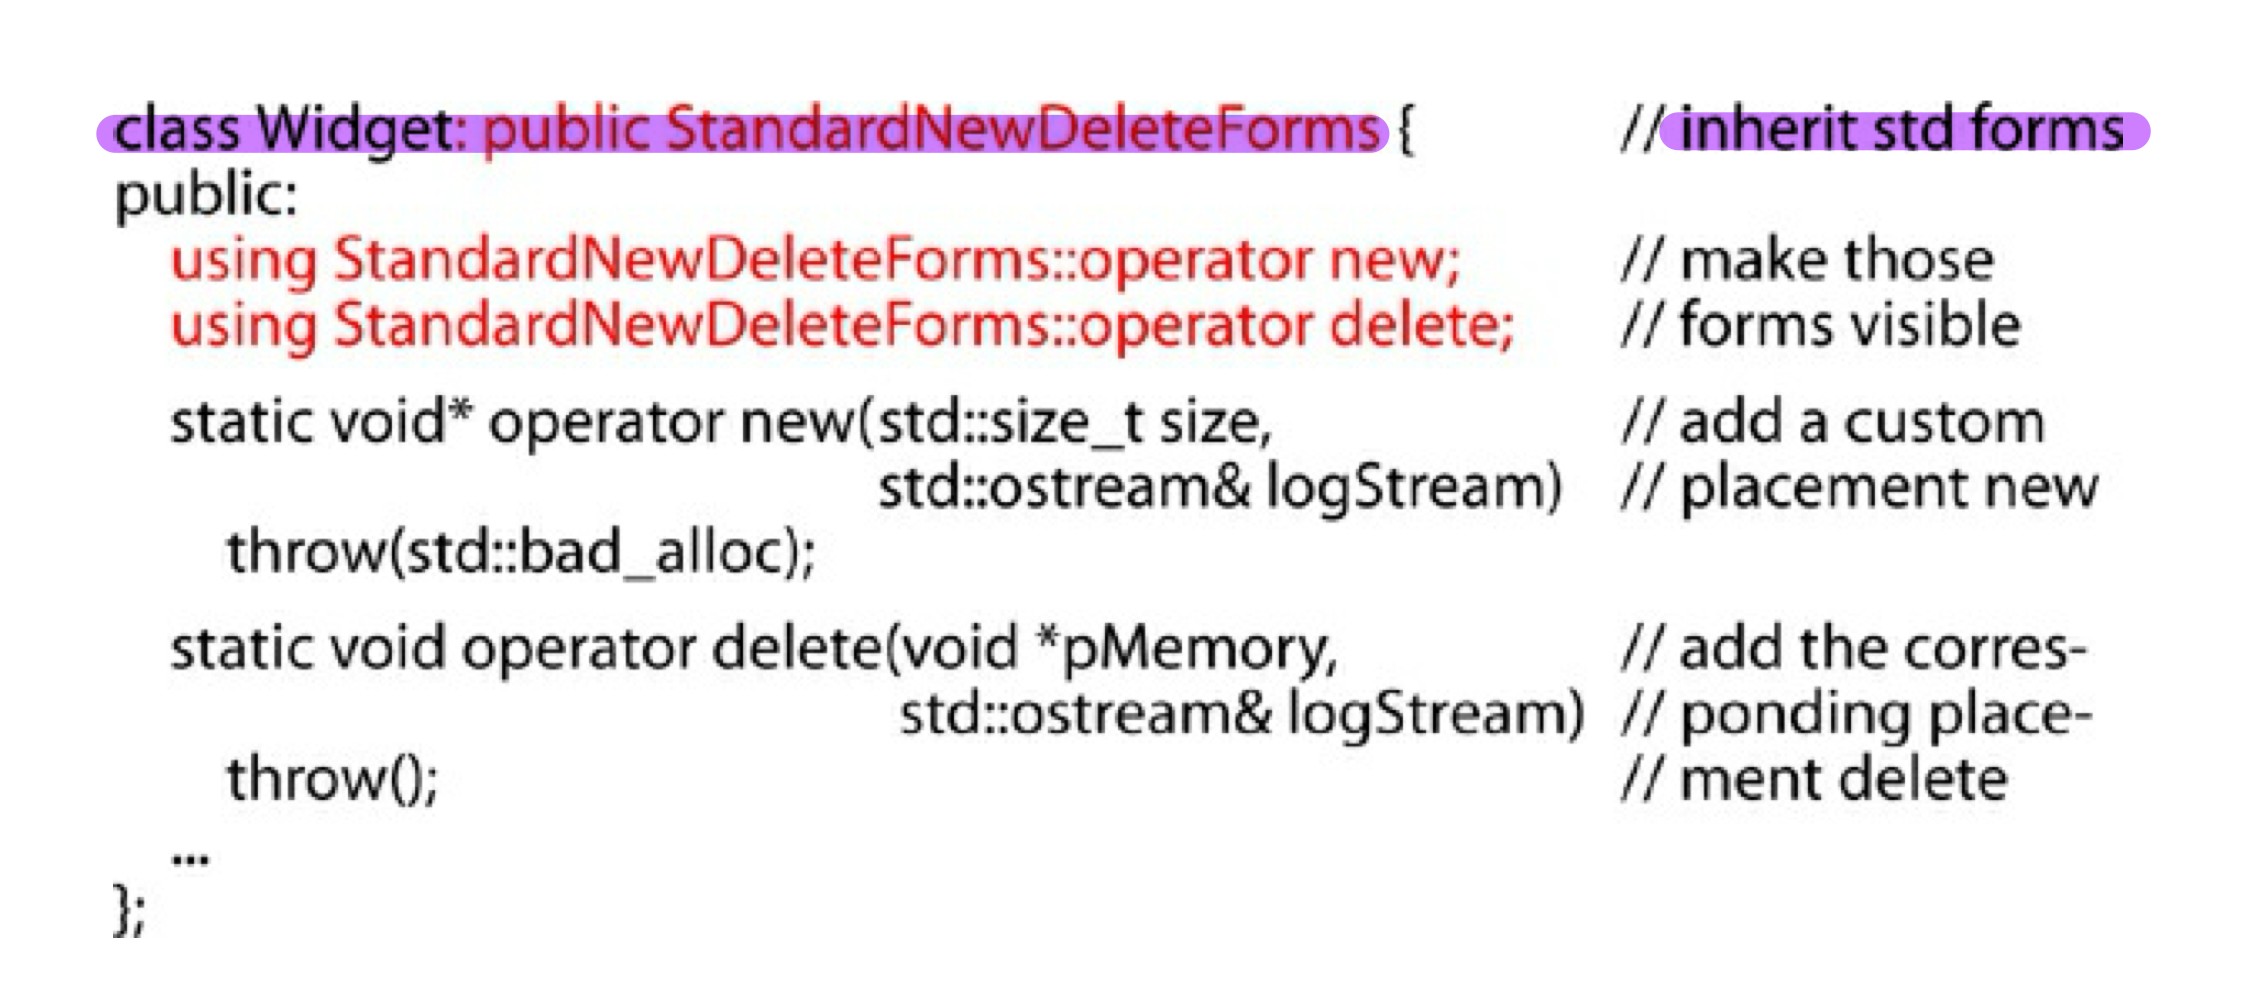 class Widget: public StandardNewDeleteForms { // inherit std forms
public:
using StandardNewDeleteForms::operator new; // make those
using StandardNewDeleteForms::operator delete; // forms visible
static void* operator new(std::size_t size, // add a custom
std::ostream& logStream) // placement new
throw(std::bad_alloc);
static void operator delete(void *pMemory, // add the corres-
std::ostream& logStream) // ponding place-
throw(); // ment delete
...
};